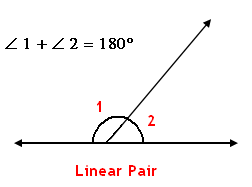 ∠ 1 + ∠ 2 = 180°
1
2
Linear Pair